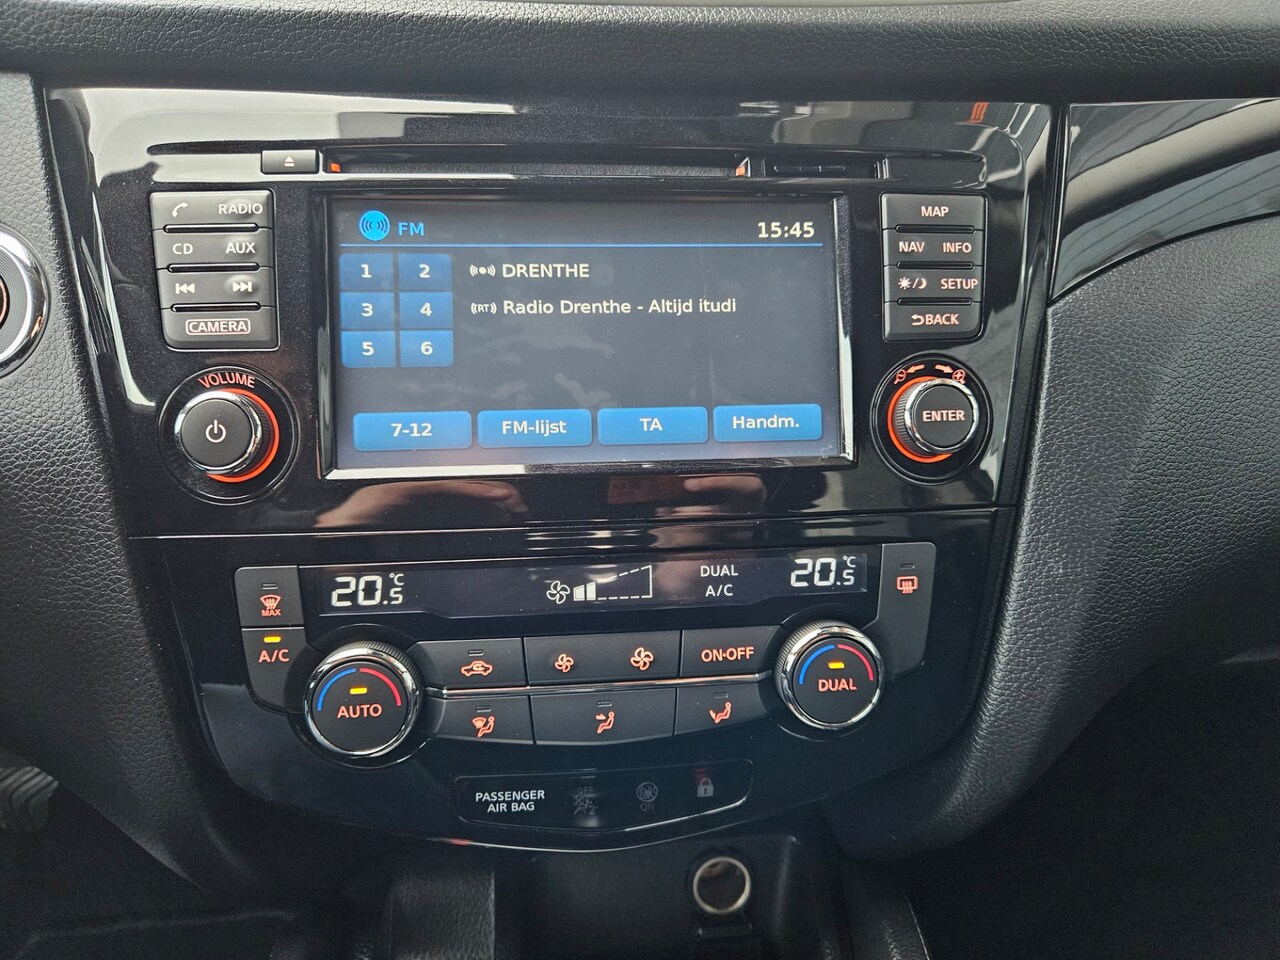 RADIO
CD AUX
CAMERA
VOLUME
FM 15:45
1 2 DRENTHE
3 4 (RT) Radio Drenthe - Altijd itudi
5 6
7-12 FM-lijst TA Handm.
MAP
NAV INFO
SETUP
BACK
ENTER
20.5 °C DUAL A/C 20.5 °C
MAX
A/C
AUTO
ON·OFF
DUAL
PASSENGER
AIR BAG
OFF
ON